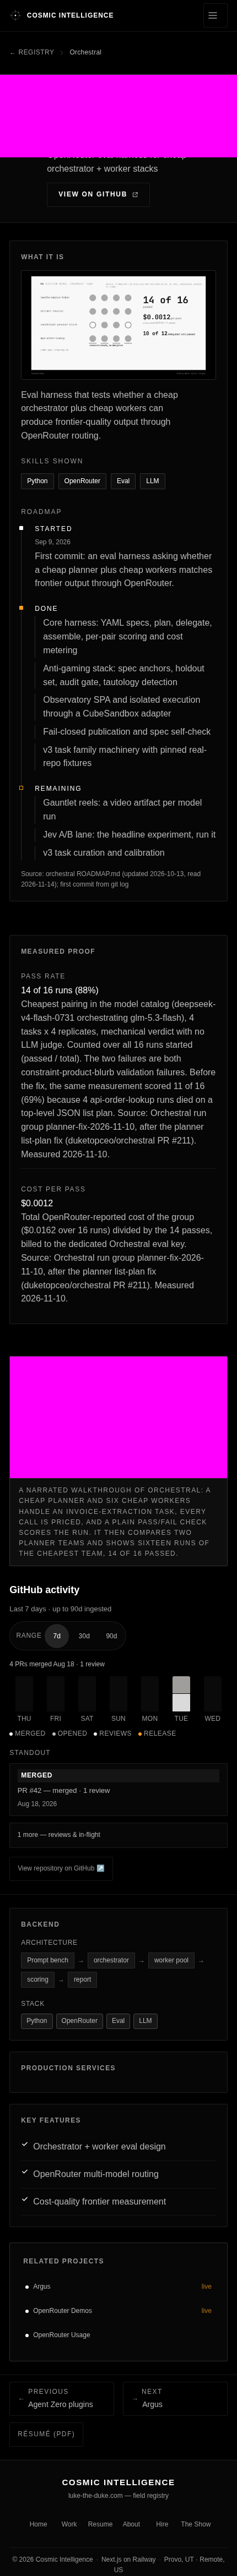 COSMIC INTELLIGENCE
← REGISTRY › Orchestral
orchestrator + worker stacks
VIEW ON GITHUB
WHAT IT IS
14 of 16
$0.0012
10 of 12
Eval harness that tests whether a cheap
orchestrator plus cheap workers can
produce frontier-quality output through
OpenRouter routing.
SKILLS SHOWN
Python
OpenRouter
Eval
LLM
ROADMAP
STARTED
Sep 9, 2026
First commit: an eval harness asking whether
a cheap planner plus cheap workers matches
frontier output through OpenRouter.
DONE
Core harness: YAML specs, plan, delegate,
assemble, per-pair scoring and cost
metering
Anti-gaming stack: spec anchors, holdout
set, audit gate, tautology detection
Observatory SPA and isolated execution
through a CubeSandbox adapter
Fail-closed publication and spec self-check
v3 task family machinery with pinned real-
repo fixtures
REMAINING
Gauntlet reels: a video artifact per model
run
Jev A/B lane: the headline experiment, run it
v3 task curation and calibration
Source: orchestral ROADMAP.md (updated 2026-10-13, read
2026-11-14); first commit from git log
MEASURED PROOF
PASS RATE
14 of 16 runs (88%)
Cheapest pairing in the model catalog (deepseek-
v4-flash-0731 orchestrating glm-5.3-flash), 4
tasks x 4 replicates, mechanical verdict with no
LLM judge. Counted over all 16 runs started
(passed / total). The two failures are both
constraint-product-blurb validation failures. Before
the fix, the same measurement scored 11 of 16
(69%) because 4 api-order-lookup runs died on a
top-level JSON list plan. Source: Orchestral run
group planner-fix-2026-11-10, after the planner
list-plan fix (duketopceo/orchestral PR #211).
Measured 2026-11-10.
COST PER PASS
$0.0012
Total OpenRouter-reported cost of the group
($0.0162 over 16 runs) divided by the 14 passes,
billed to the dedicated Orchestral eval key.
Source: Orchestral run group planner-fix-2026-
11-10, after the planner list-plan fix
(duketopceo/orchestral PR #211). Measured
2026-11-10.
A NARRATED WALKTHROUGH OF ORCHESTRAL: A
CHEAP PLANNER AND SIX CHEAP WORKERS
HANDLE AN INVOICE-EXTRACTION TASK, EVERY
CALL IS PRICED, AND A PLAIN PASS/FAIL CHECK
SCORES THE RUN. IT THEN COMPARES TWO
PLANNER TEAMS AND SHOWS SIXTEEN RUNS OF
THE CHEAPEST TEAM, 14 OF 16 PASSED.
GitHub activity
Last 7 days · up to 90d ingested
RANGE 7d 30d 90d
4 PRs merged Aug 18 · 1 review
THU FRI SAT SUN MON TUE WED
MERGED OPENED REVIEWS RELEASE
STANDOUT
MERGED
PR #42 — merged · 1 review
Aug 18, 2026
1 more — reviews & in-flight
View repository on GitHub ↗
BACKEND
ARCHITECTURE
Prompt bench → orchestrator → worker pool →
scoring → report
STACK
Python
OpenRouter
Eval
LLM
PRODUCTION SERVICES
KEY FEATURES
✓ Orchestrator + worker eval design
✓ OpenRouter multi-model routing
✓ Cost-quality frontier measurement
RELATED PROJECTS
Argus live
OpenRouter Demos live
OpenRouter Usage
← PREVIOUS
Agent Zero plugins
→ NEXT
Argus
RÉSUMÉ (PDF)
COSMIC INTELLIGENCE
luke-the-duke.com — field registry
Home Work Resume About Hire The Show
© 2026 Cosmic Intelligence · Next.js on Railway · Provo, UT · Remote,
US